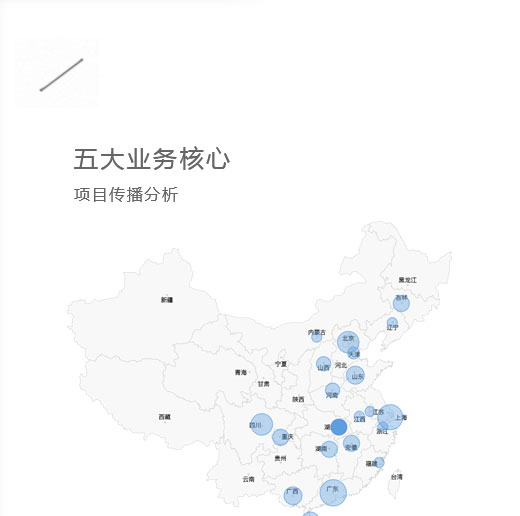 五大业务核心
项目传播分析
黑龙江
吉林
新疆
辽宁
内蒙古
北京
天津
宁夏
山西
河北
青海
山东
甘肃
河南
陕西
江苏
西藏
江西
上海
四川
湖
浙江
重庆
湖南
安徽
贵州
福建
台湾
云南
广西
广东